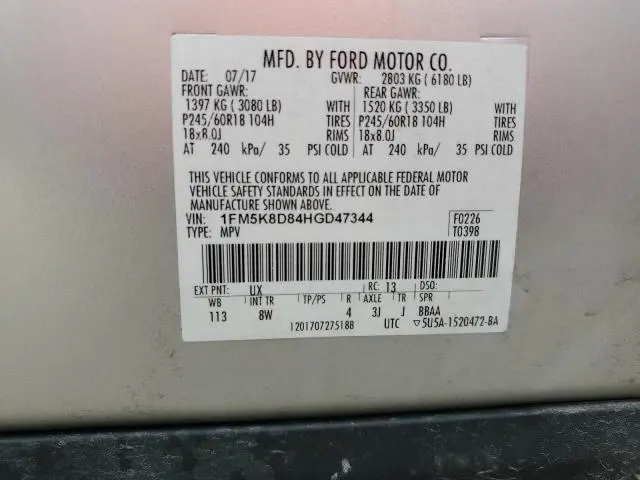 MFD. BY FORD MOTOR CO.
DATE: 07/17 GVWR: 2803 KG ( 6180 LB)
FRONT GAWR: REAR GAWR:
1397 KG ( 3080 LB) WITH 1520 KG ( 3350 LB) WITH
P245/60R18 104H TIRES P245/60R18 104H TIRES
18x8.0J RIMS 18x8.0J RIMS
AT 240 kPa/ 35 PSI COLD AT 240 kPa/ 35 PSI COLD
THIS VEHICLE CONFORMS TO ALL APPLICABLE FEDERAL MOTOR
VEHICLE SAFETY STANDARDS IN EFFECT ON THE DATE OF
MANUFACTURE SHOWN ABOVE.
VIN: 1FM5K8D84HGD47344 F0226
TYPE: MPV T0398
EXT PNT: UX RC: 13 DSO:
WB INT TR TP/PS R AXLE TR SPR
113 8W 4 3J J BBAA
1201707275188 UTC ▽5U5A-1520472-BA